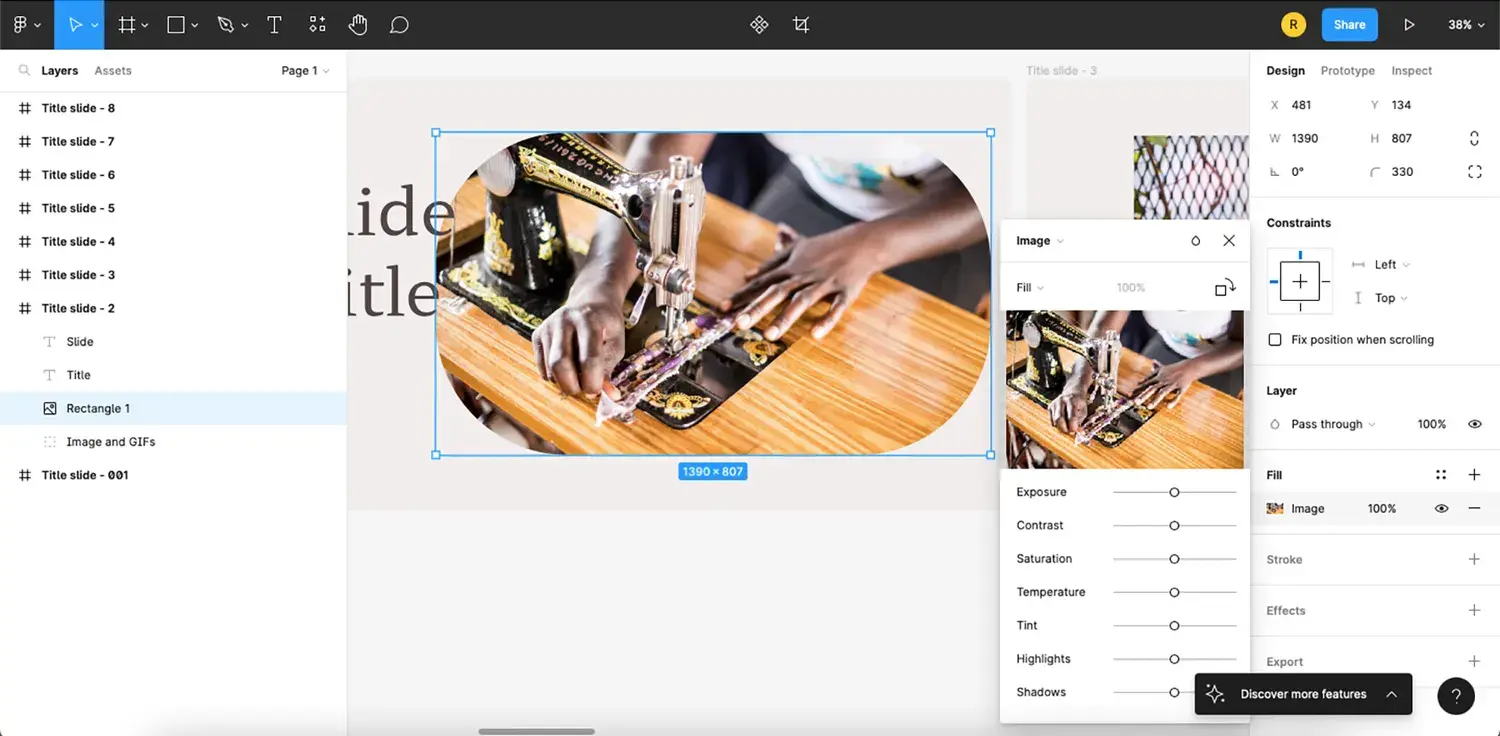 R
Share
38%
Layers
Assets
Page 1
Title slide - 8
Title slide - 7
Title slide - 6
Title slide - 5
Title slide - 4
Title slide - 3
Title slide - 2
Slide
Title
Rectangle 1
Image and GIFs
Title slide - 001
Title slide - 3
lide
itle
1390 × 807
Image
Fill
100%
Exposure
Contrast
Saturation
Temperature
Tint
Highlights
Shadows
Design
Prototype
Inspect
X 481
Y 134
W 1390
H 807
0°
330
Constraints
Left
Top
Fix position when scrolling
Layer
Pass through
100%
Fill
Image
100%
Stroke
Effects
Export
Discover more features
?